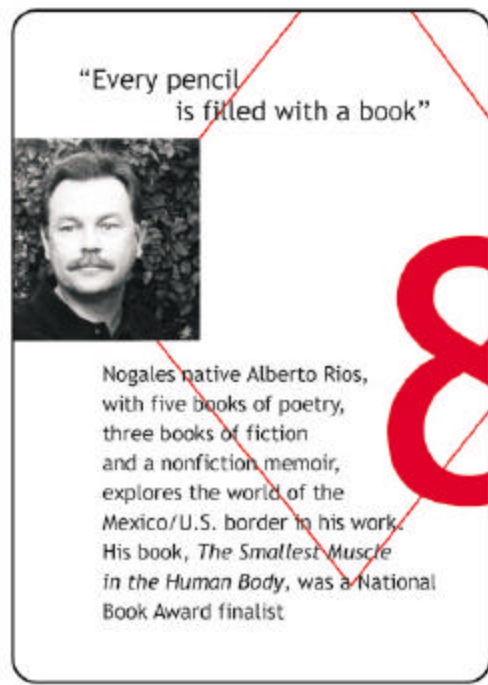 “Every pencil
is filled with a book”
8
Nogales native Alberto Rios,
with five books of poetry,
three books of fiction
and a nonfiction memoir,
explores the world of the
Mexico/U.S. border in his work.
His book, The Smallest Muscle
in the Human Body, was a National
Book Award finalist